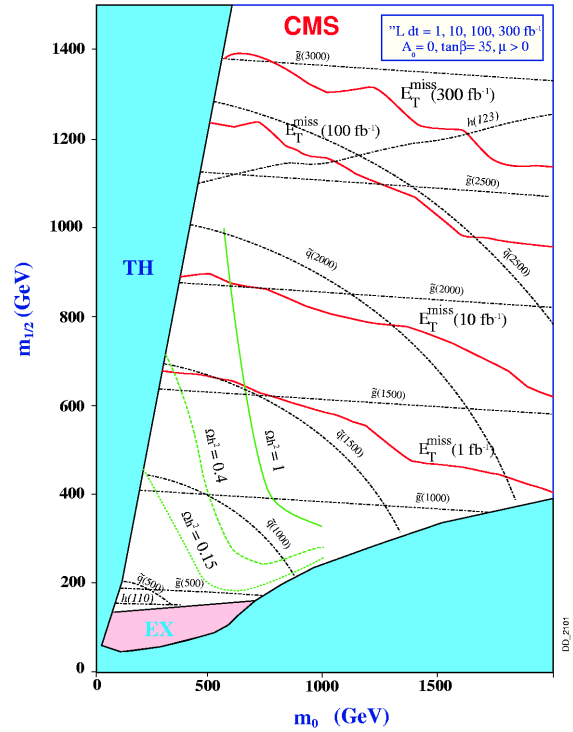 CMS
"L dt = 1, 10, 100, 300 fb-1
A0 = 0, tanβ= 35, μ > 0
1400
1200
1000
800
600
400
200
0
m1/2 (GeV)
0
500
1000
1500
m0 (GeV)
TH
EX
g̃(3000)
ETmiss (300 fb-1)
h(123)
ETmiss (100 fb-1)
g̃(2500)
q̃(2500)
q̃(2000)
g̃(2000)
ETmiss (10 fb-1)
g̃(1500)
q̃(1500)
ETmiss (1 fb-1)
g̃(1000)
q̃(1000)
Ωh2 = 1
Ωh2 = 0.4
Ωh2 = 0.15
q̃(500)
g̃(500)
h(110)
DD_2101